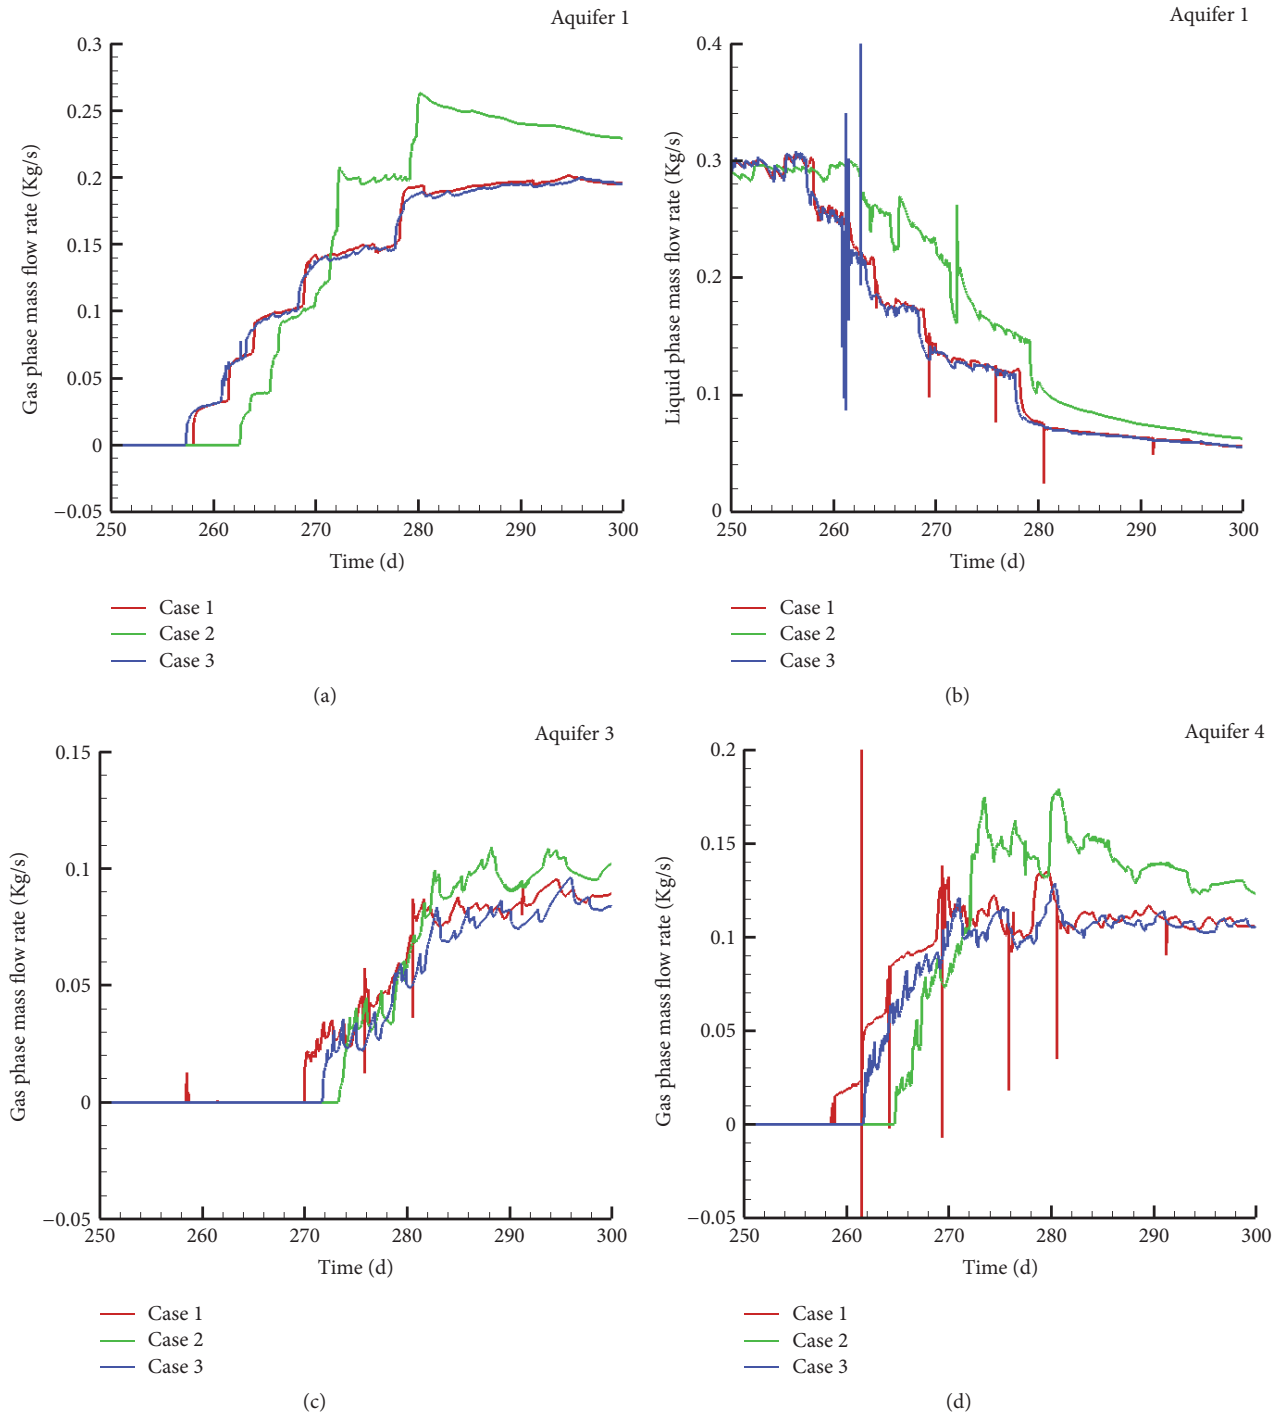 Aquifer 1
Gas phase mass flow rate (Kg/s)
0.3
0.25
0.2
0.15
0.1
0.05
0
−0.05
250 260 270 280 290 300
Time (d)
Case 1
Case 2
Case 3
(a)
Aquifer 1
Liquid phase mass flow rate (Kg/s)
0.4
0.3
0.2
0.1
0
250 260 270 280 290 300
Time (d)
Case 1
Case 2
Case 3
(b)
Aquifer 3
Gas phase mass flow rate (Kg/s)
0.15
0.1
0.05
0
−0.05
250 260 270 280 290 300
Time (d)
Case 1
Case 2
Case 3
(c)
Aquifer 4
Gas phase mass flow rate (Kg/s)
0.2
0.15
0.1
0.05
0
−0.05
250 260 270 280 290 300
Time (d)
Case 1
Case 2
Case 3
(d)